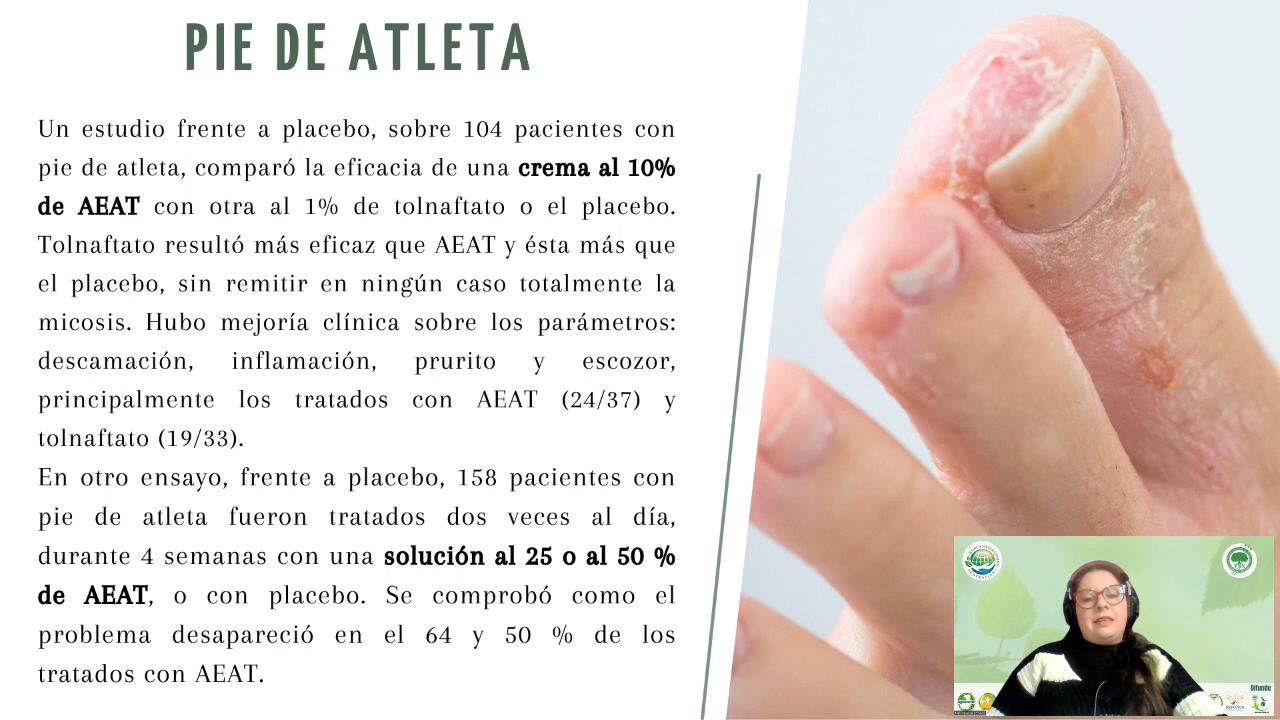 PIE DE ATLETA
Un estudio frente a placebo, sobre 104 pacientes con
pie de atleta, comparó la eficacia de una crema al 10%
de AEAT con otra al 1% de tolnaftato o el placebo.
Tolnaftato resultó más eficaz que AEAT y ésta más que
el placebo, sin remitir en ningún caso totalmente la
micosis. Hubo mejoría clínica sobre los parámetros:
descamación, inflamación, prurito y escozor,
principalmente los tratados con AEAT (24/37) y
tolnaftato (19/33).
En otro ensayo, frente a placebo, 158 pacientes con
pie de atleta fueron tratados dos veces al día,
durante 4 semanas con una solución al 25 o al 50 %
de AEAT, o con placebo. Se comprobó como el
problema desapareció en el 64 y 50 % de los
tratados con AEAT.
Difunde